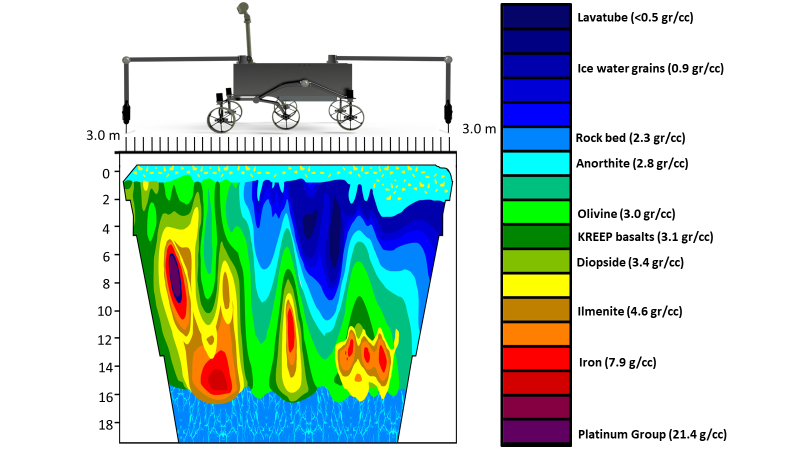 Lavatube (<0.5 gr/cc)
Ice water grains (0.9 gr/cc)
3.0 m
3.0 m
Rock bed (2.3 gr/cc)
Anorthite (2.8 gr/cc)
0
2
Olivine (3.0 gr/cc)
4
KREEP basalts (3.1 gr/cc)
6
Diopside (3.4 gr/cc)
8
10
Ilmenite (4.6 gr/cc)
12
14
Iron (7.9 g/cc)
16
18
Platinum Group (21.4 g/cc)